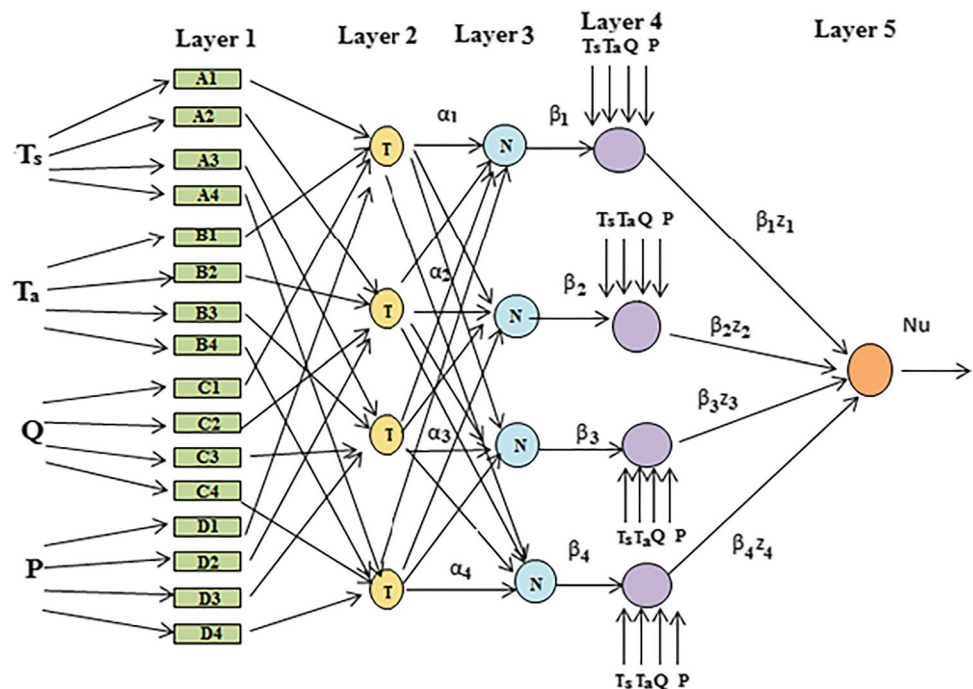 Layer 1
Layer 2
Layer 3
Layer 4
Layer 5
Ts Ta Q P
Ts
Ta
Q
P
A1
A2
A3
A4
B1
B2
B3
B4
C1
C2
C3
C4
D1
D2
D3
D4
T
T
T
T
α1
α2
α3
α4
N
N
N
N
β1
β2
β3
β4
Ts Ta Q P
Ts Ta Q P
Ts Ta Q P
β1z1
β2z2
β3z3
β4z4
Nu